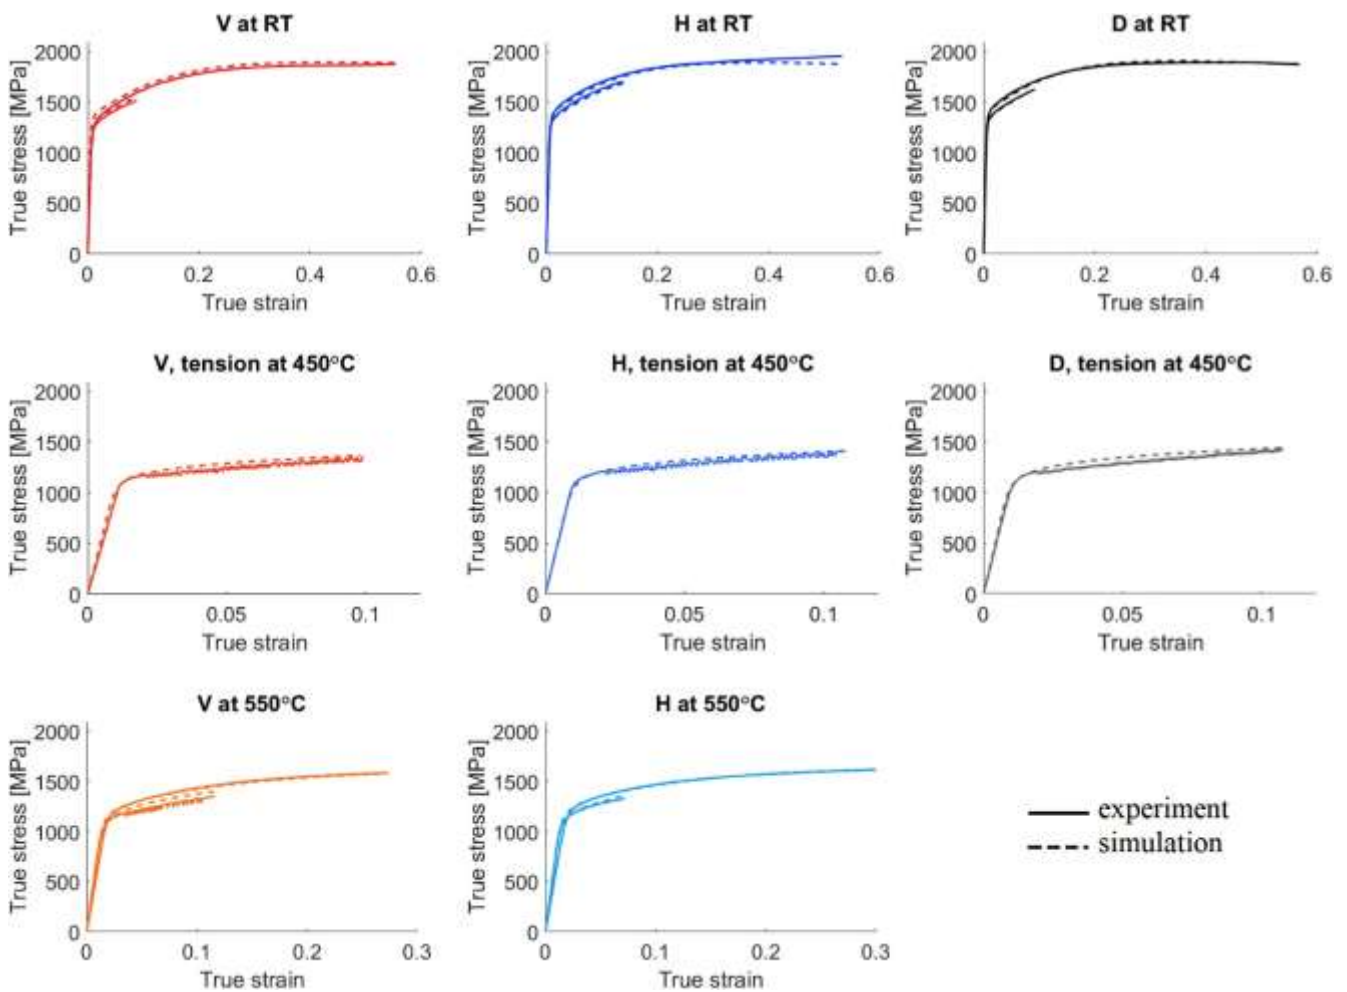 V at RT
H at RT
D at RT
True stress [MPa]
2000
1500
1000
500
0
0 0.2 0.4 0.6
True strain
True stress [MPa]
2000
1500
1000
500
0
0 0.2 0.4 0.6
True strain
True stress [MPa]
2000
1500
1000
500
0
0 0.2 0.4 0.6
True strain
V, tension at 450°C
H, tension at 450°C
D, tension at 450°C
True stress [MPa]
2000
1500
1000
500
0
0 0.05 0.1
True strain
True stress [MPa]
2000
1500
1000
500
0
0 0.05 0.1
True strain
True stress [MPa]
2000
1500
1000
500
0
0 0.05 0.1
True strain
V at 550°C
H at 550°C
True stress [MPa]
2000
1500
1000
500
0
0 0.1 0.2 0.3
True strain
True stress [MPa]
2000
1500
1000
500
0
0 0.1 0.2 0.3
True strain
experiment
simulation